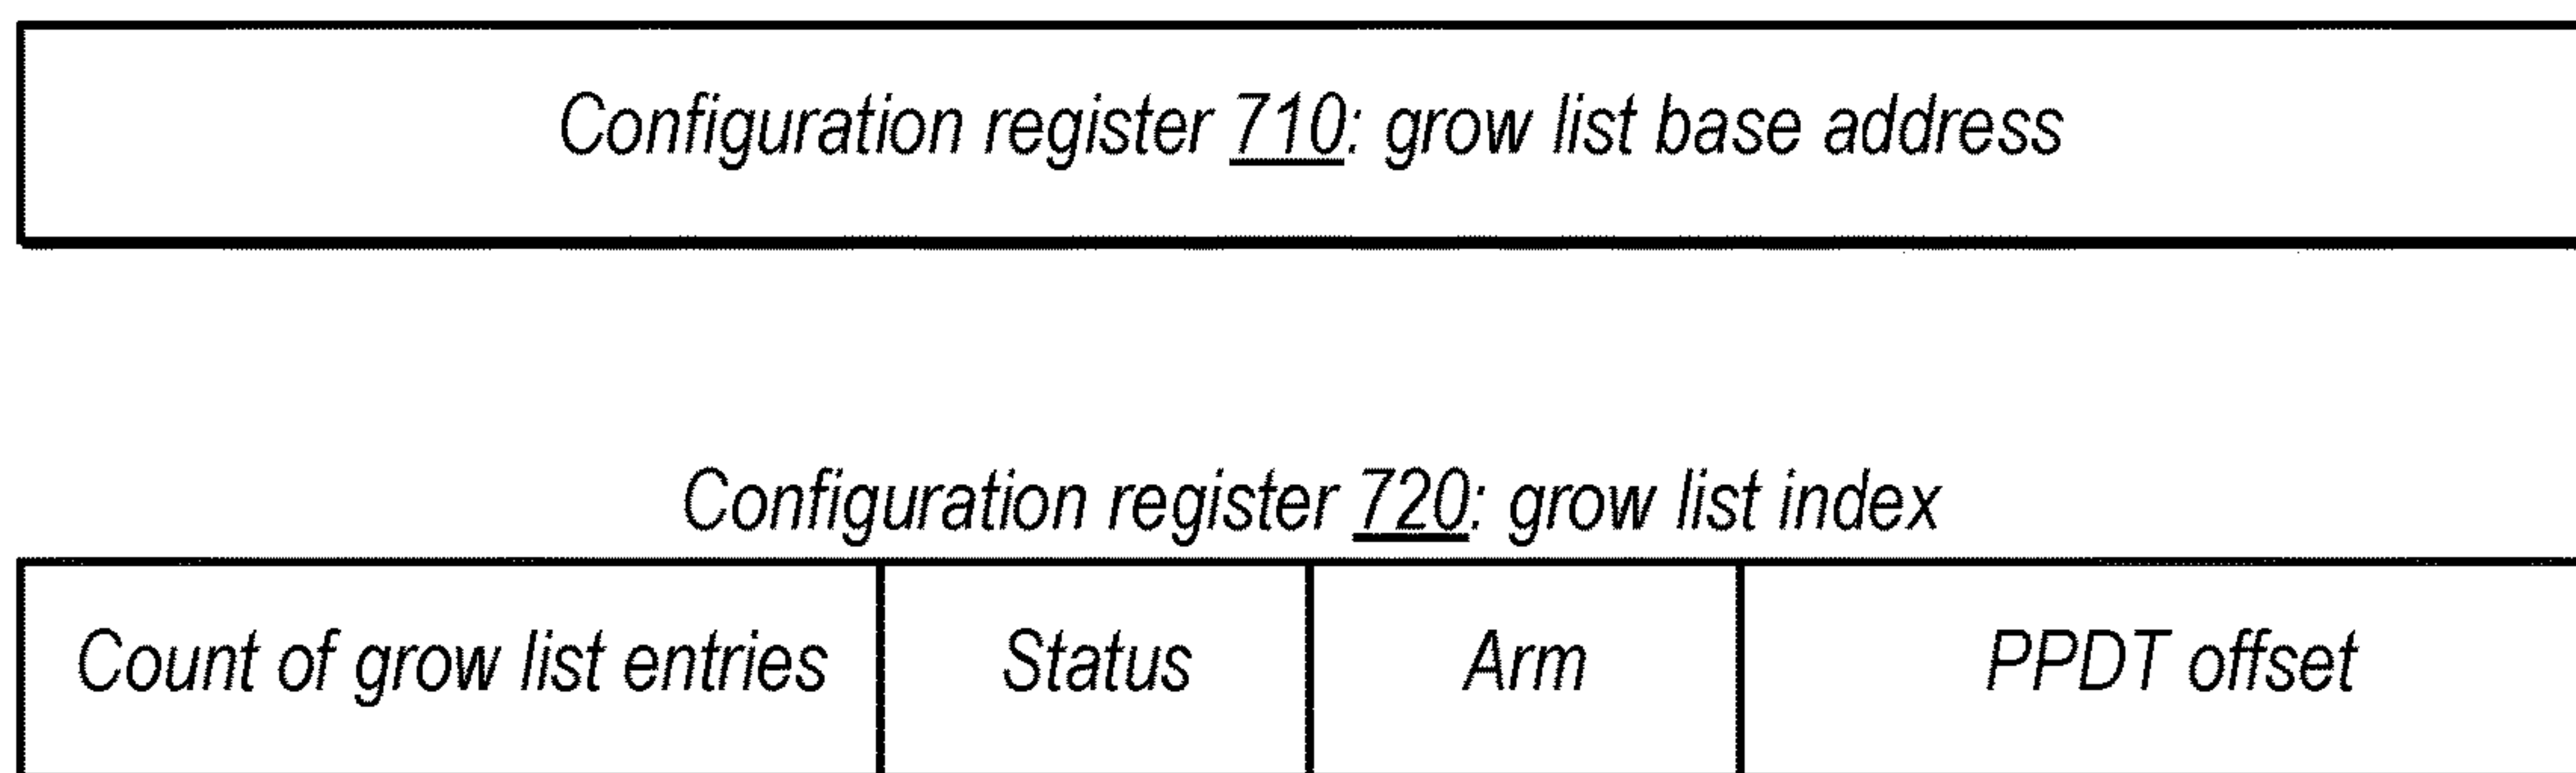 Configuration register 710: grow list base address
Configuration register 720: grow list index
Count of grow list entries Status Arm PPDT offset